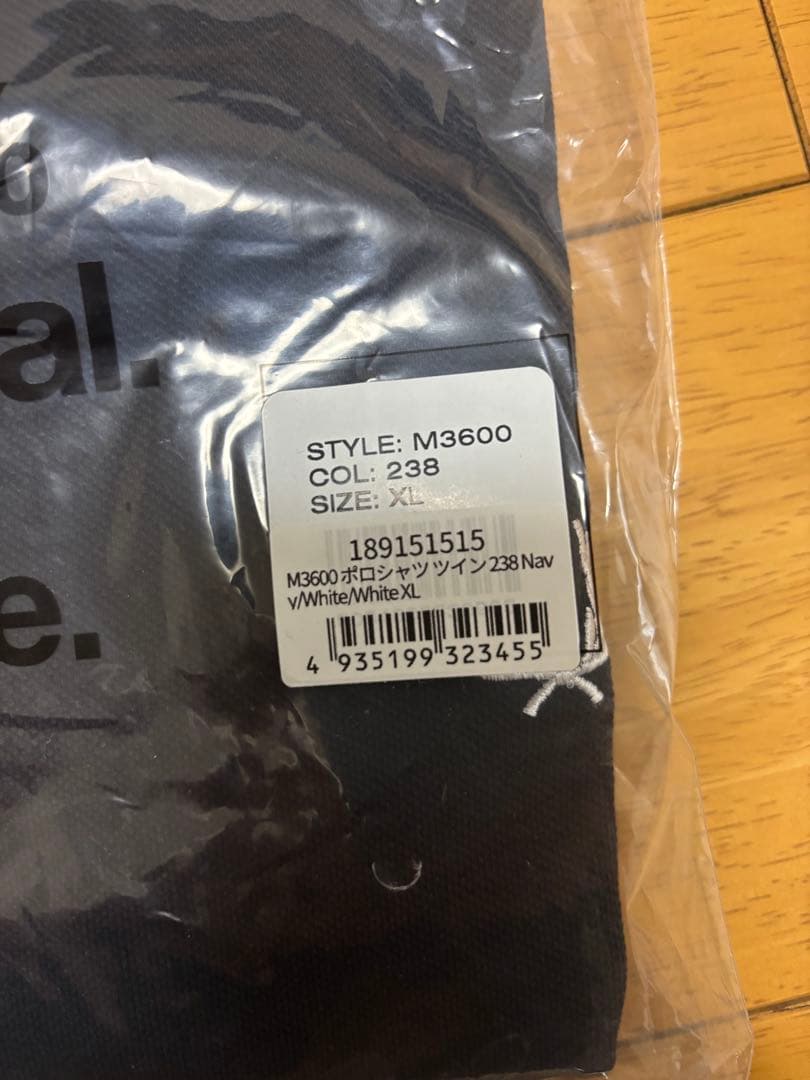 al.
e.
STYLE: M3600
COL: 238
SIZE: XL
189151515
M3600 ポロシャツ ツイン 238 Nav
y/White/White XL
4 935199 323455